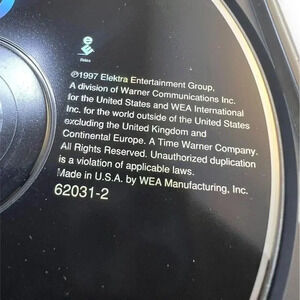 ℗1997 Elektra Entertainment Group,
A division of Warner Communications Inc.
for the United States and WEA International
Inc. for the world outside of the United States
excluding the United Kingdom and
Continental Europe. A Time Warner Company.
All Rights Reserved. Unauthorized duplication
is a violation of applicable laws.
Made in U.S.A. by WEA Manufacturing, Inc.
62031-2